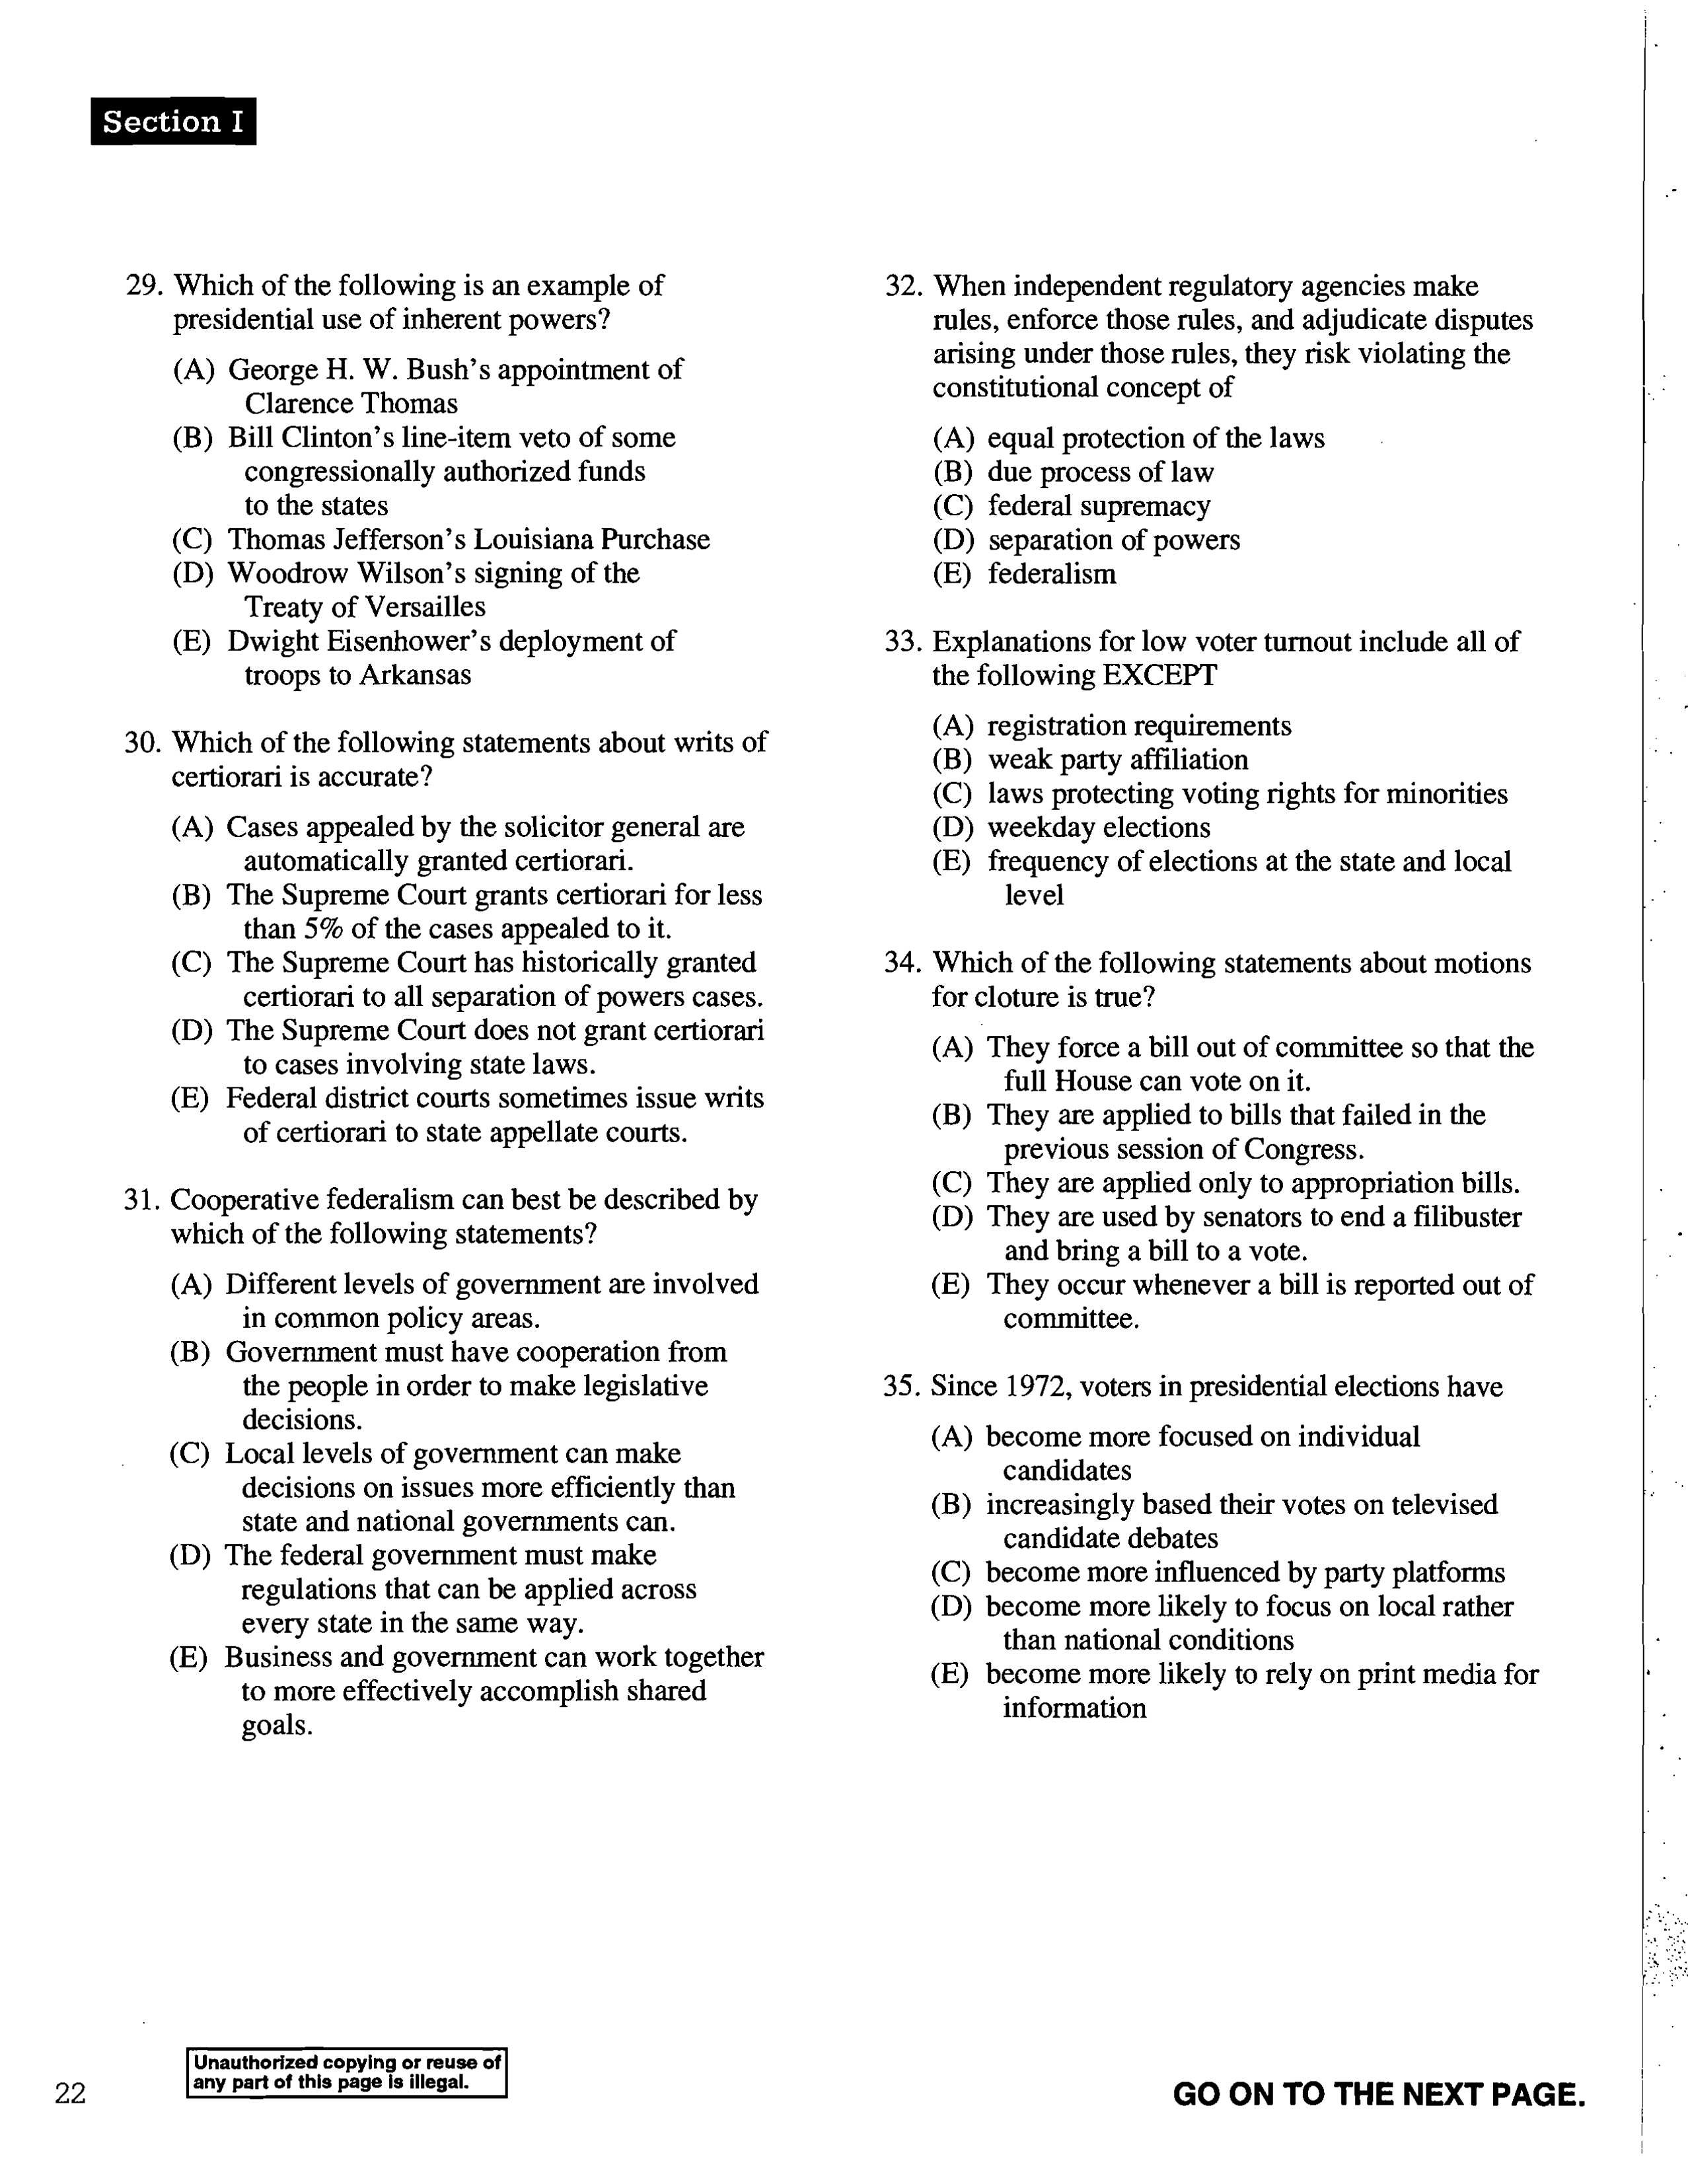 Section I
29. Which of the following is an example of
presidential use of inherent powers?
(A) George H. W. Bush's appointment of
Clarence Thomas
(B) Bill Clinton's line-item veto of some
congressionally authorized funds
to the states
(C) Thomas Jefferson's Louisiana Purchase
(D) Woodrow Wilson's signing of the
Treaty of Versailles
(E) Dwight Eisenhower's deployment of
troops to Arkansas
30. Which of the following statements about writs of
certiorari is accurate?
(A) Cases appealed by the solicitor general are
automatically granted certiorari.
(B) The Supreme Court grants certiorari for less
than 5% of the cases appealed to it.
(C) The Supreme Court has historically granted
certiorari to all separation of powers cases.
(D) The Supreme Court does not grant certiorari
to cases involving state laws.
(E) Federal district courts sometimes issue writs
of certiorari to state appellate courts.
31. Cooperative federalism can best be described by
which of the following statements?
(A) Different levels of government are involved
in common policy areas.
(B) Government must have cooperation from
the people in order to make legislative
decisions.
(C) Local levels of government can make
decisions on issues more efficiently than
state and national governments can.
(D) The federal government must make
regulations that can be applied across
every state in the same way.
(E) Business and government can work together
to more effectively accomplish shared
goals.
32. When independent regulatory agencies make
rules, enforce those rules, and adjudicate disputes
arising under those rules, they risk violating the
constitutional concept of
(A) equal protection of the laws
(B) due process of law
(C) federal supremacy
(D) separation of powers
(E) federalism
33. Explanations for low voter turnout include all of
the following EXCEPT
(A) registration requirements
(B) weak party affiliation
(C) laws protecting voting rights for minorities
(D) weekday elections
(E) frequency of elections at the state and local
level
34. Which of the following statements about motions
for cloture is true?
(A) They force a bill out of committee so that the
full House can vote on it.
(B) They are applied to bills that failed in the
previous session of Congress.
(C) They are applied only to appropriation bills.
(D) They are used by senators to end a filibuster
and bring a bill to a vote.
(E) They occur whenever a bill is reported out of
committee.
35. Since 1972, voters in presidential elections have
(A) become more focused on individual
candidates
(B) increasingly based their votes on televised
candidate debates
(C) become more influenced by party platforms
(D) become more likely to focus on local rather
than national conditions
(E) become more likely to rely on print media for
information
Unauthorized copying or reuse of
any part of this page is illegal.
22
GO ON TO THE NEXT PAGE.